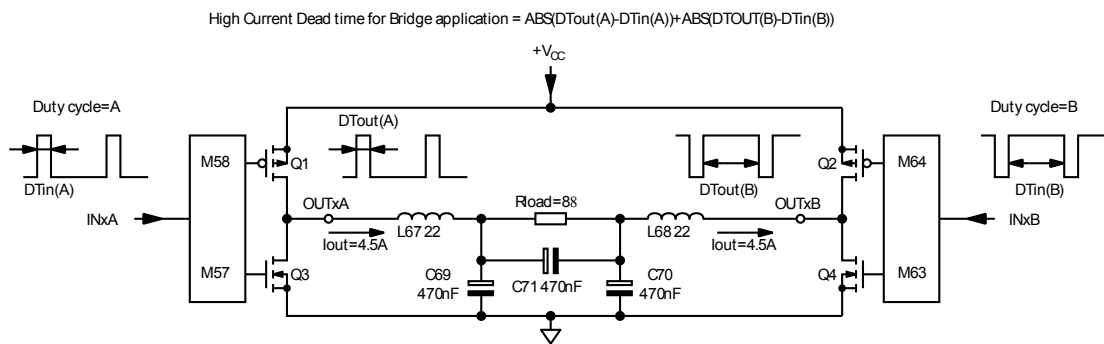 High Current Dead time for Bridge application = ABS(DTout(A)-DTin(A))+ABS(DTOUT(B)-DTin(B))
+VCC
Duty cycle=A
DTin(A)
INxA
M58
M57
Q1
Q3
DTout(A)
OUTxA
Iout=4.5A
L67 22
Rload=88
C69
470nF
C71 470nF
C70
470nF
L68 22
DTout(B)
OUTxB
Iout=4.5A
Q2
Q4
M64
M63
Duty cycle=B
DTin(B)
INxB